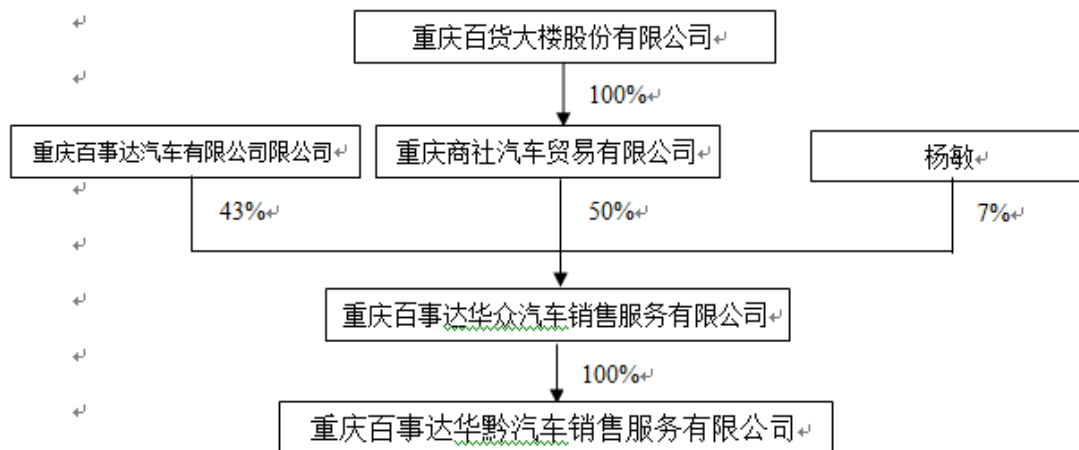 重庆百货大楼股份有限公司
100%
重庆百事达汽车有限公司限公司
重庆商社汽车贸易有限公司
杨敏
43%
50%
7%
重庆百事达华众汽车销售服务有限公司
100%
重庆百事达华黔汽车销售服务有限公司